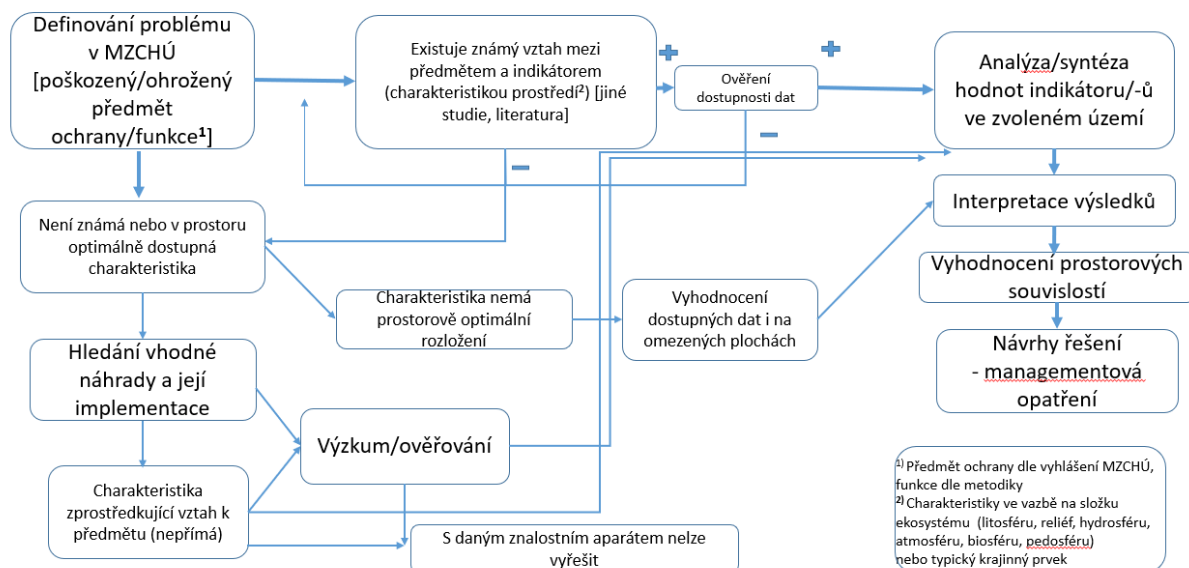 Definování problému
v MZCHÚ
[poškozený/ohrožený
předmět
ochrany/funkce¹]
Existuje známý vztah mezi
předmětem a indikátorem
(charakteristikou prostředí²) [jiné
studie, literatura]
+
Ověření
dostupnosti dat
+
Analýza/syntéza
hodnot indikátoru/-ů
ve zvoleném území
−
−
Není známá nebo v prostoru
optimálně dostupná
charakteristika
Interpretace výsledků
Charakteristika nemá
prostorově optimální
rozložení
Vyhodnocení
dostupných dat i na
omezených plochách
Vyhodnocení prostorových
souvislostí
Hledání vhodné
náhrady a její
implementace
Návrhy řešení
- managementová
opatření
Výzkum/ověřování
Charakteristika
zprostředkující vztah k
předmětu (nepřímá)
S daným znalostním aparátem nelze
vyřešit
¹⁾ Předmět ochrany dle vyhlášení MZCHÚ,
funkce dle metodiky
²⁾ Charakteristiky ve vazbě na složku
ekosystému (litosféru, reliéf, hydrosféru,
atmosféru, biosféru, pedosféru)
nebo typický krajinný prvek